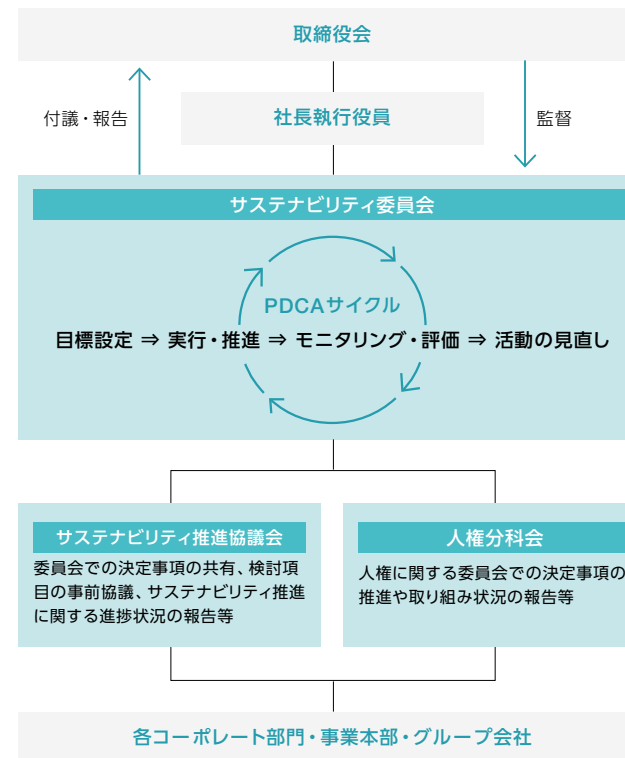 取締役会
付議・報告
社長執行役員
監督
サステナビリティ委員会
PDCAサイクル
目標設定 ⇒ 実行・推進 ⇒ モニタリング・評価 ⇒ 活動の見直し
サステナビリティ推進協議会
委員会での決定事項の共有、検討項
目の事前協議、サステナビリティ推進
に関する進捗状況の報告等
人権分科会
人権に関する委員会での決定事項の
推進や取り組み状況の報告等
各コーポレート部門・事業本部・グループ会社